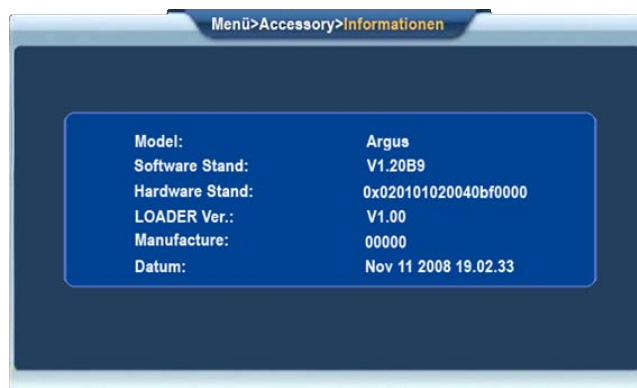 Menü>Accessory>Informationen
Model: Argus
Software Stand: V1.20B9
Hardware Stand: 0x020101020040bf0000
LOADER Ver.: V1.00
Manufacture: 00000
Datum: Nov 11 2008 19.02.33